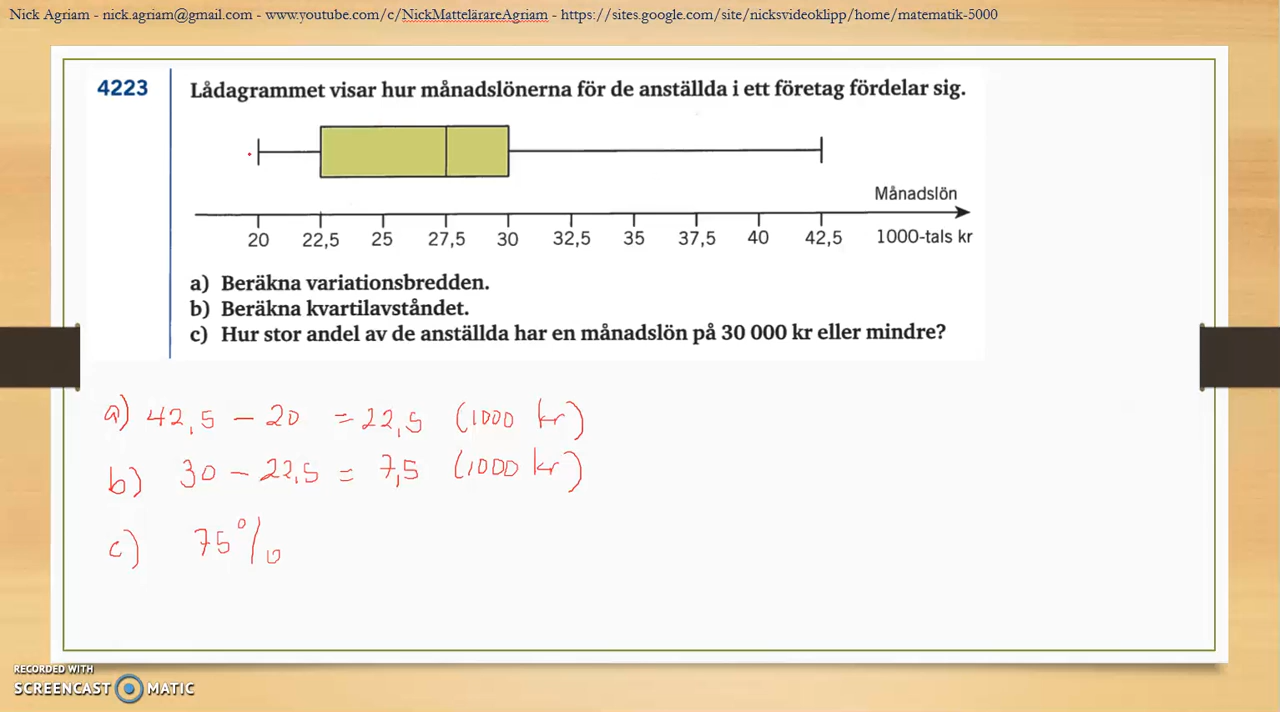 Nick Agriam - nick.agriam@gmail.com - www.youtube.com/c/NickMattelärareAgriam - https://sites.google.com/site/nicksvideoklipp/home/matematik-5000
4223 Lådagrammet visar hur månadslönerna för de anställda i ett företag fördelar sig.
Månadslön
20 22,5 25 27,5 30 32,5 35 37,5 40 42,5 1000-tals kr
a) Beräkna variationsbredden.
b) Beräkna kvartilavståndet.
c) Hur stor andel av de anställda har en månadslön på 30 000 kr eller mindre?
a) 42,5 - 20 = 22,5 (1000 kr)
b) 30 - 22,5 = 7,5 (1000 kr)
c) 75%
RECORDED WITH
SCREENCAST MATIC